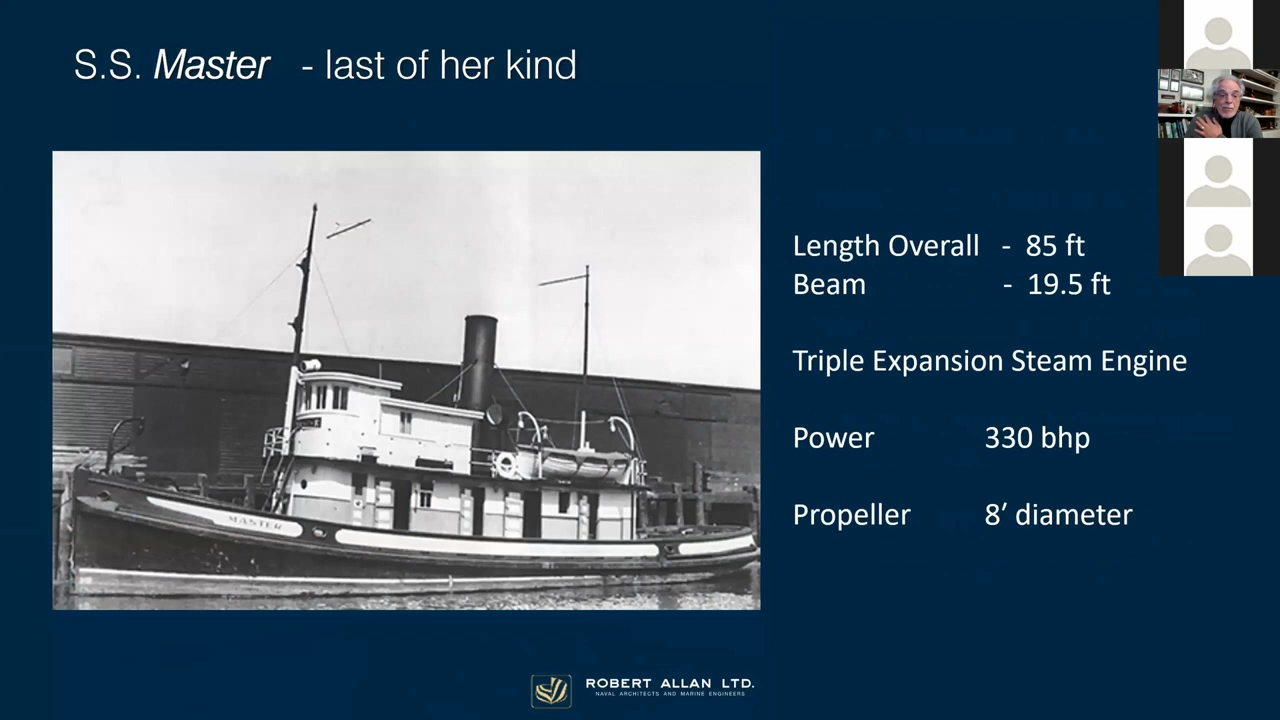 S.S. Master - last of her kind
MASTER
Length Overall - 85 ft
Beam - 19.5 ft
Triple Expansion Steam Engine
Power 330 bhp
Propeller 8′ diameter
ROBERT ALLAN LTD.
NAVAL ARCHITECTS AND MARINE ENGINEERS